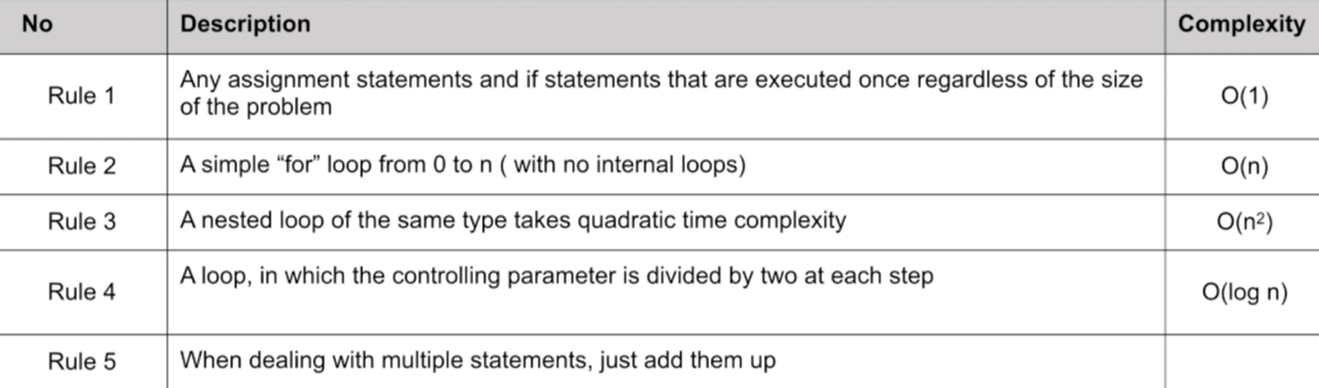 No Description Complexity
Rule 1 Any assignment statements and if statements that are executed once regardless of the size
of the problem O(1)
Rule 2 A simple “for” loop from 0 to n ( with no internal loops) O(n)
Rule 3 A nested loop of the same type takes quadratic time complexity O(n²)
Rule 4 A loop, in which the controlling parameter is divided by two at each step O(log n)
Rule 5 When dealing with multiple statements, just add them up